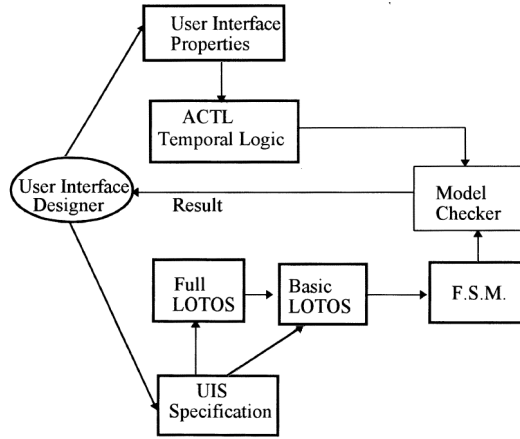 User Interface
Properties
ACTL
Temporal Logic
User Interface
Designer
Result
Model
Checker
Full
LOTOS
Basic
LOTOS
F.S.M.
UIS
Specification